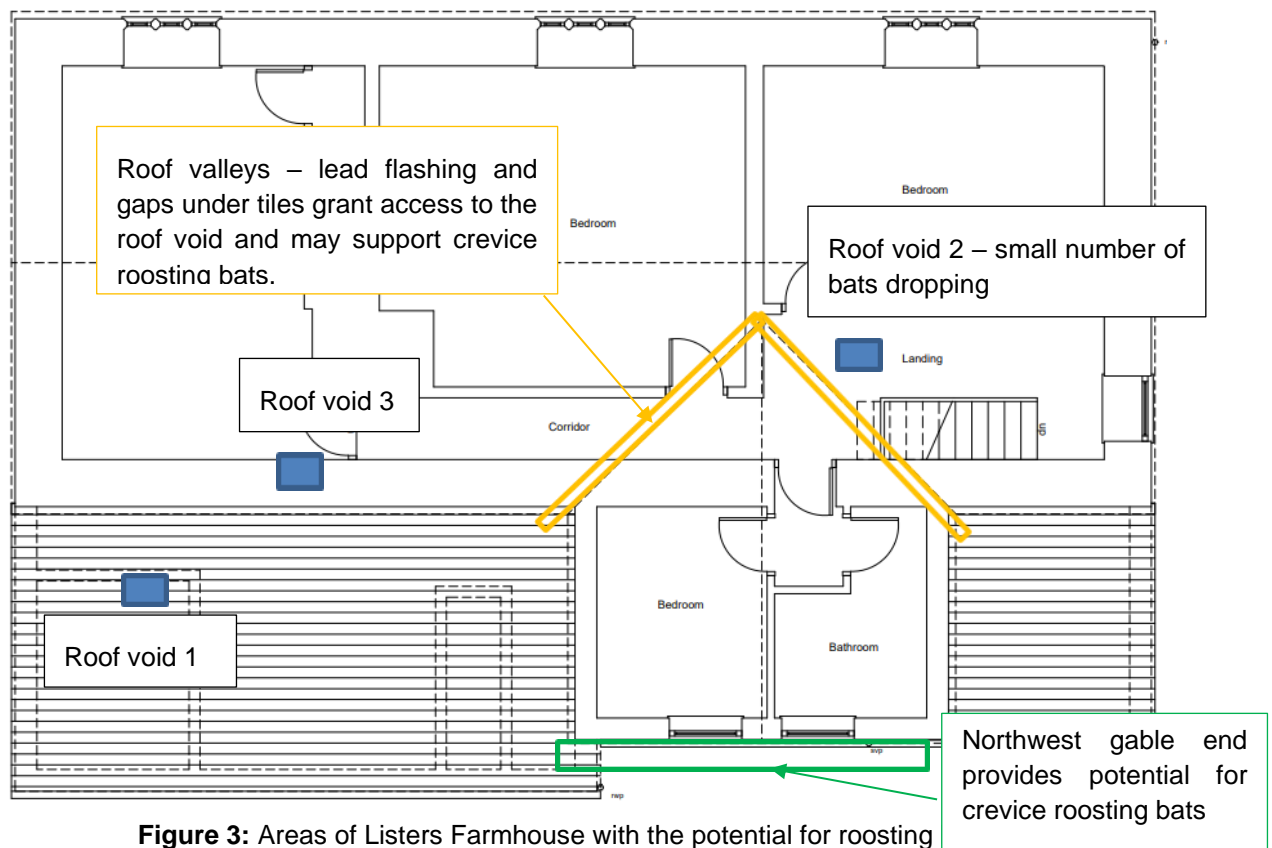 Roof valleys – lead flashing and
gaps under tiles grant access to the
roof void and may support crevice
roosting bats.
Bedroom
Bedroom
Roof void 2 – small number of
bats dropping
Landing
Roof void 3
Corridor
dn
Roof void 1
Bedroom
Bathroom
svp
rwp
Northwest gable end
provides potential for
crevice roosting bats
Figure 3: Areas of Listers Farmhouse with the potential for roosting